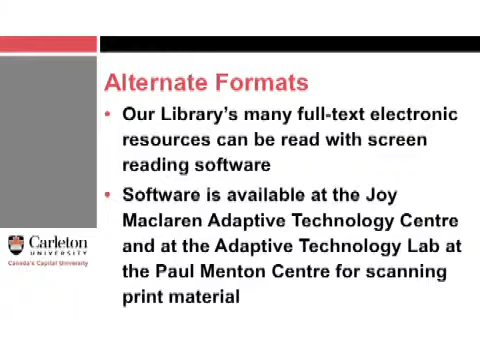 Alternate Formats
• Our Library's many full-text electronic
resources can be read with screen
reading software
• Software is available at the Joy
Maclaren Adaptive Technology Centre
and at the Adaptive Technology Lab at
the Paul Menton Centre for scanning
print material
Carleton
UNIVERSITY
Canada's Capital University